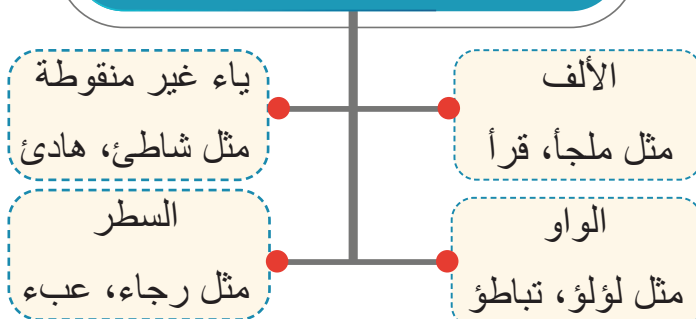 الألف
مثل ملجأ، قرأ
ياء غير منقوطة
مثل شاطئ، هادئ
الواو
مثل لؤلؤ، تباطؤ
السطر
مثل رجاء، عبء